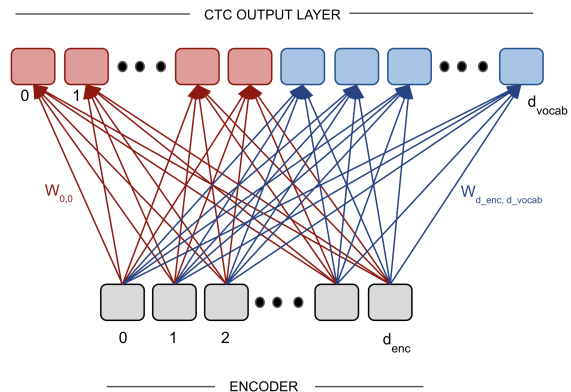 CTC OUTPUT LAYER
0 1 d_vocab
W_0,0 W_d_enc, d_vocab
0 1 2 d_enc
ENCODER